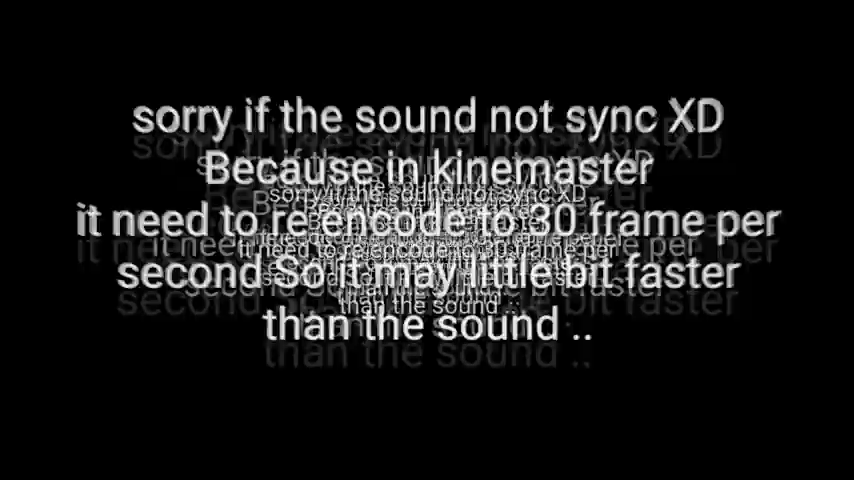 sorry if the sound not sync XD
Because in kinemaster
it need to re encode to 30 frame per
second So it may little bit faster
than the sound ..